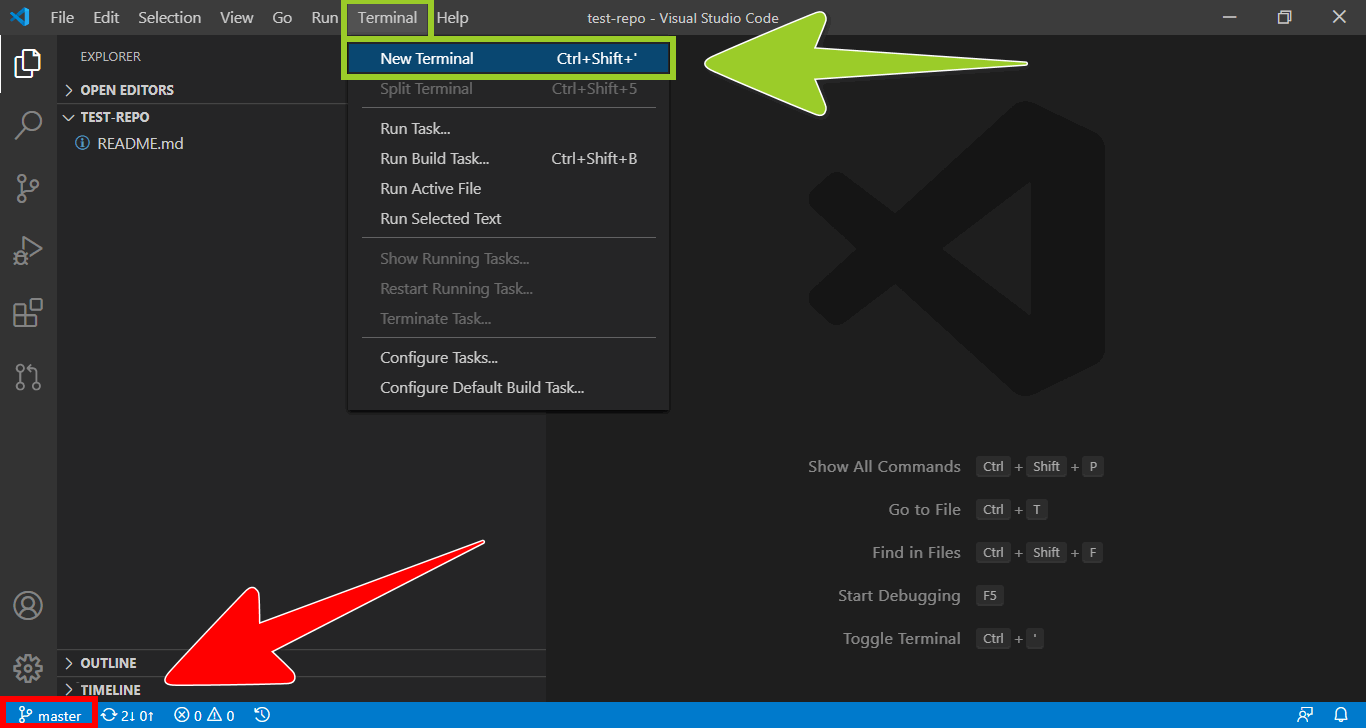 File Edit Selection View Go Run Terminal Help test-repo - Visual Studio Code
EXPLORER
OPEN EDITORS
TEST-REPO
README.md
New Terminal Ctrl+Shift+'
Split Terminal Ctrl+Shift+5
Run Task...
Run Build Task... Ctrl+Shift+B
Run Active File
Run Selected Text
Show Running Tasks...
Restart Running Task...
Terminate Task...
Configure Tasks...
Configure Default Build Task...
Show All Commands Ctrl + Shift + P
Go to File Ctrl + T
Find in Files Ctrl + Shift + F
Start Debugging F5
Toggle Terminal Ctrl + '
OUTLINE
TIMELINE
master 2↓ 0↑ 0 0